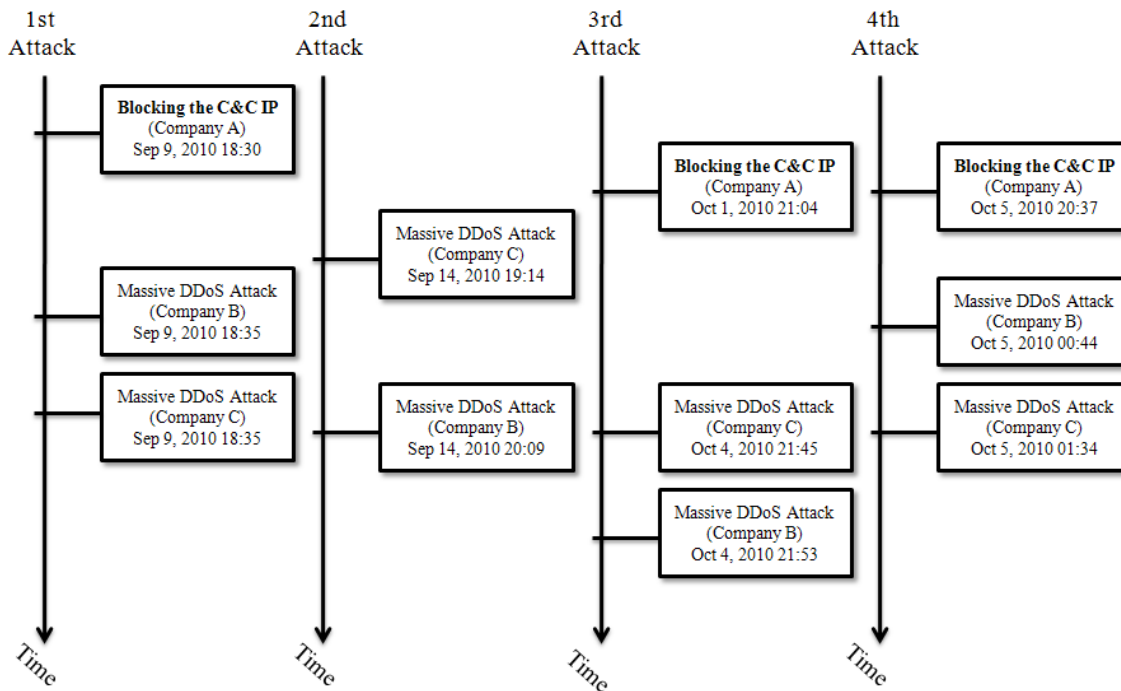 1st
Attack
Blocking the C&C IP
(Company A)
Sep 9, 2010 18:30
Massive DDoS Attack
(Company B)
Sep 9, 2010 18:35
Massive DDoS Attack
(Company C)
Sep 9, 2010 18:35
Time
2nd
Attack
Massive DDoS Attack
(Company C)
Sep 14, 2010 19:14
Massive DDoS Attack
(Company B)
Sep 14, 2010 20:09
Time
3rd
Attack
Blocking the C&C IP
(Company A)
Oct 1, 2010 21:04
Massive DDoS Attack
(Company C)
Oct 4, 2010 21:45
Massive DDoS Attack
(Company B)
Oct 4, 2010 21:53
Time
4th
Attack
Blocking the C&C IP
(Company A)
Oct 5, 2010 20:37
Massive DDoS Attack
(Company B)
Oct 5, 2010 00:44
Massive DDoS Attack
(Company C)
Oct 5, 2010 01:34
Time